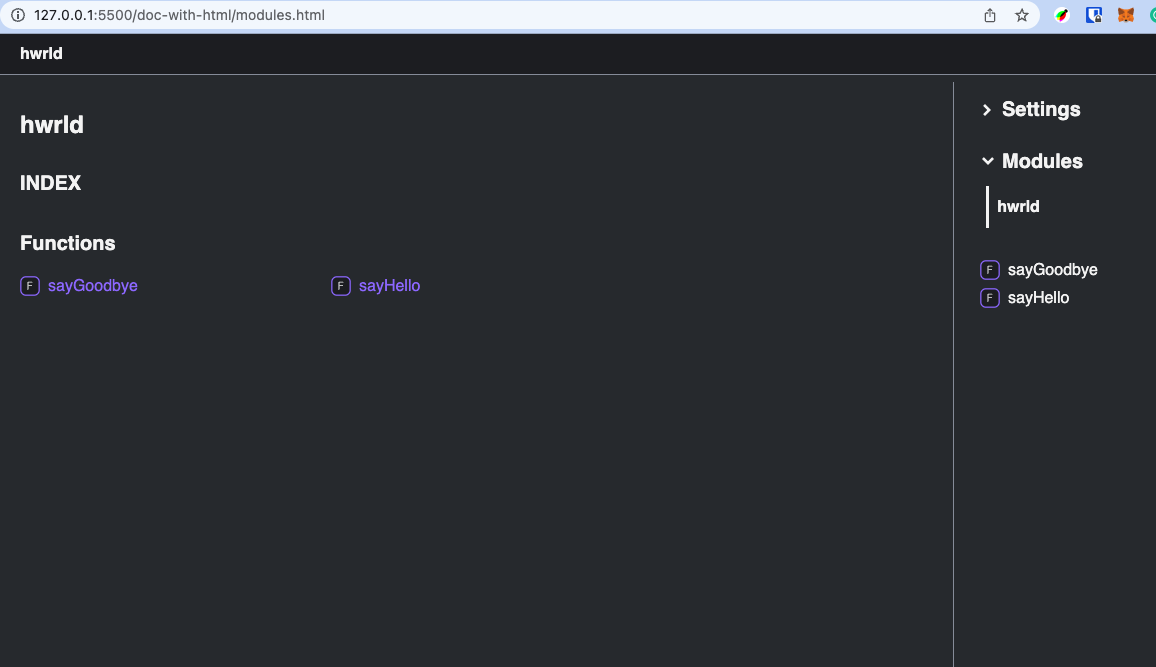 127.0.0.1:5500/doc-with-html/modules.html
hwrld
hwrld
INDEX
Functions
F sayGoodbye
F sayHello
Settings
Modules
hwrld
F sayGoodbye
F sayHello